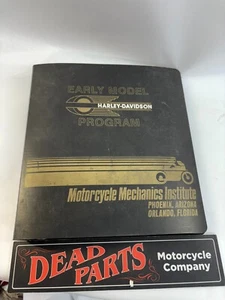 EARLY MODEL
HARLEY-DAVIDSON
PROGRAM
Motorcycle Mechanics Institute
PHOENIX, ARIZONA
ORLANDO, FLORIDA
DEAD PARTS
Motorcycle
Company